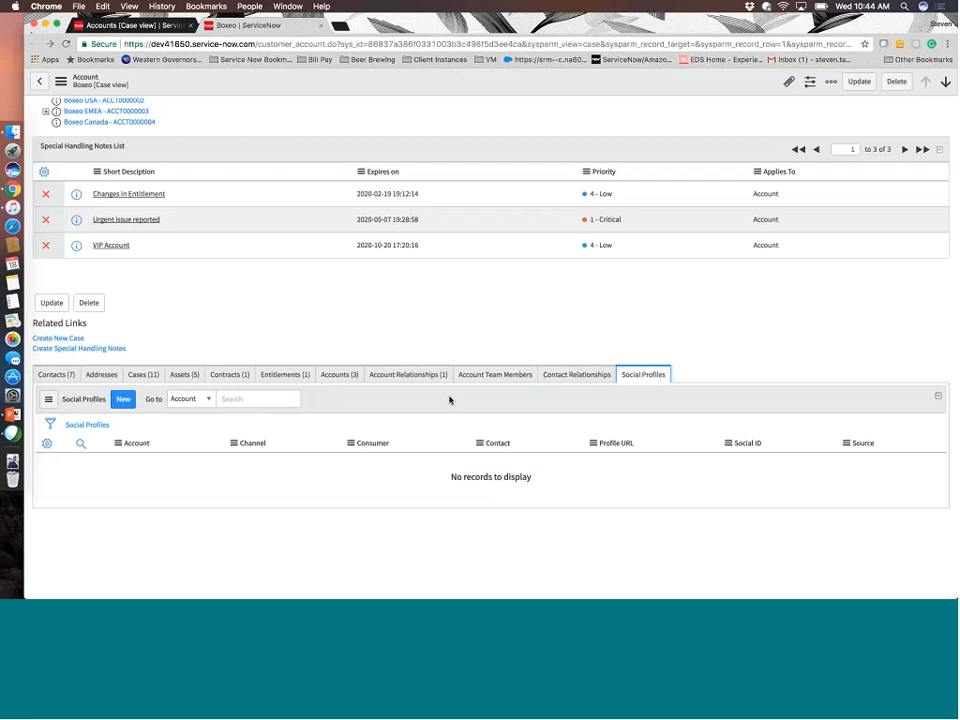 Chrome File Edit View History Bookmarks People Window Help Wed 10:44 AM
Accounts [Case view] | Servic Boxeo | ServiceNow Steven
Secure https://dev41650.service-now.com/customer_account.do?sys_id=86837a386f0331003b3c498f5d3ee4ca&sysparm_view=case&sysparm_record_target=&sysparm_record_row=1&sysparm_recor...
Apps Bookmarks Western Governors... Service Now Bookm... Bill Pay Beer Brewing Client Instances VM https://srm--c.na60... ServiceNow/Amazo... EDS Home - Experie... Inbox (1) - steven.ta... Other Bookmarks
Account
Boxeo [Case view]
Update Delete
Boxeo USA - ACCT0000002
Boxeo EMEA - ACCT0000003
Boxeo Canada - ACCT0000004
Special Handling Notes List
1 to 3 of 3
Short Desciption Expires on Priority Applies To
Changes in Entitlement 2020-02-19 19:12:14 4 - Low Account
Urgent issue reported 2020-05-07 19:28:58 1 - Critical Account
VIP Account 2020-10-20 17:20:16 4 - Low Account
Update Delete
Related Links
Create New Case
Create Special Handling Notes
Contacts (7) Addresses Cases (11) Assets (5) Contracts (1) Entitlements (1) Accounts (3) Account Relationships (1) Account Team Members Contact Relationships Social Profiles
Social Profiles New Go to Account Search
Social Profiles
Account Channel Consumer Contact Profile URL Social ID Source
No records to display